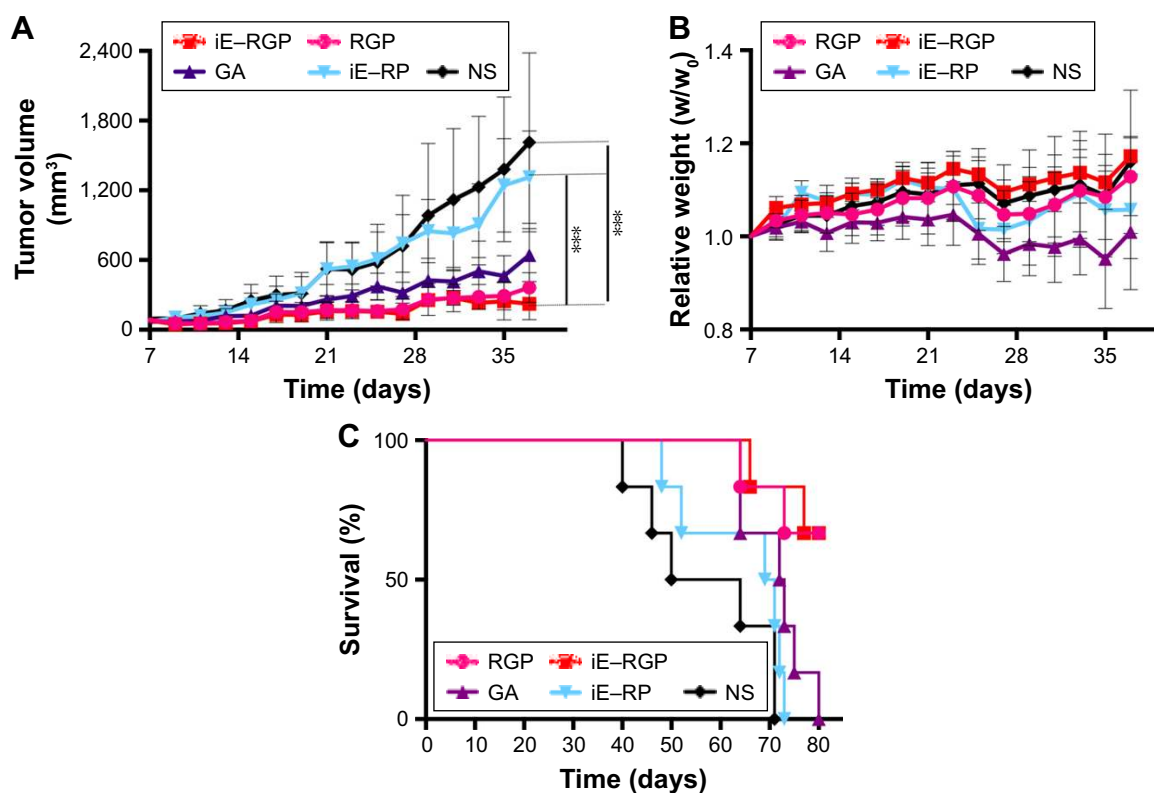 A
iE–RGP RGP
GA iE–RP NS
2,400
1,800
1,200
600
0
Tumor volume
(mm³)
7 14 21 28 35
Time (days)
***
***
B
RGP iE–RGP
GA iE–RP NS
1.4
1.2
1.0
0.8
Relative weight (w/w₀)
7 14 21 28 35
Time (days)
C
100
50
0
Survival (%)
RGP iE–RGP
GA iE–RP NS
0 10 20 30 40 50 60 70 80
Time (days)